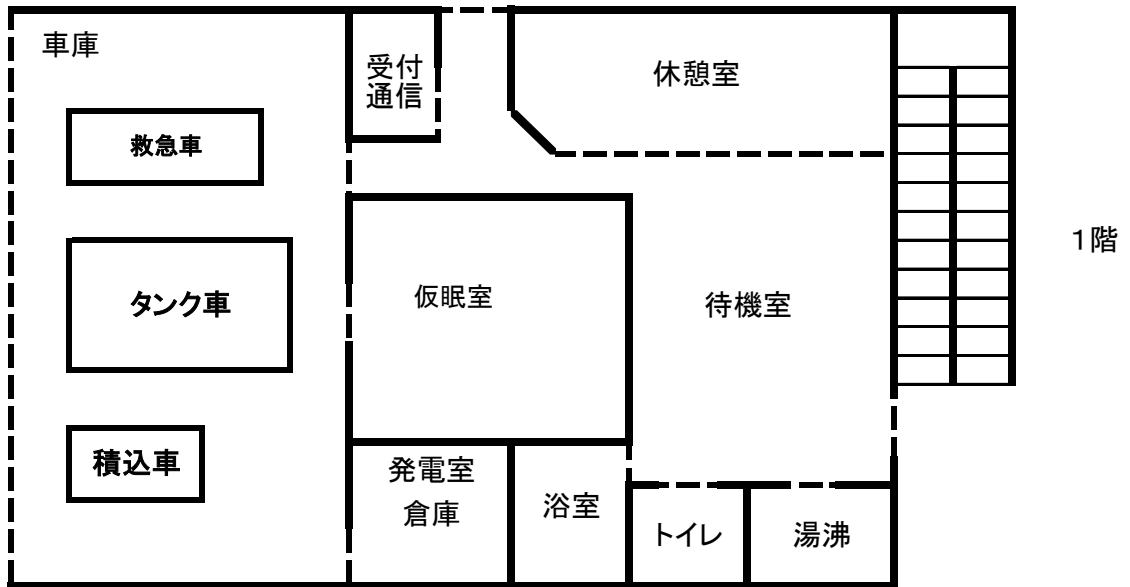 車庫
受付
通信
休憩室
救急車
1階
タンク車
仮眠室
待機室
積込車
発電室
倉庫
浴室
トイレ
湯沸